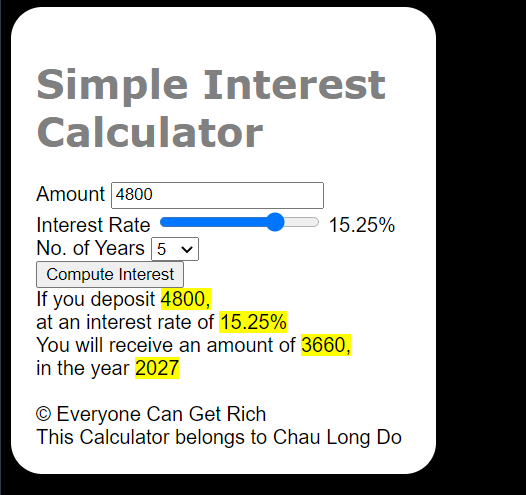 Simple Interest
Calculator
Amount 4800
Interest Rate 15.25%
No. of Years 5
Compute Interest
If you deposit 4800,
at an interest rate of 15.25%
You will receive an amount of 3660,
in the year 2027
© Everyone Can Get Rich
This Calculator belongs to Chau Long Do